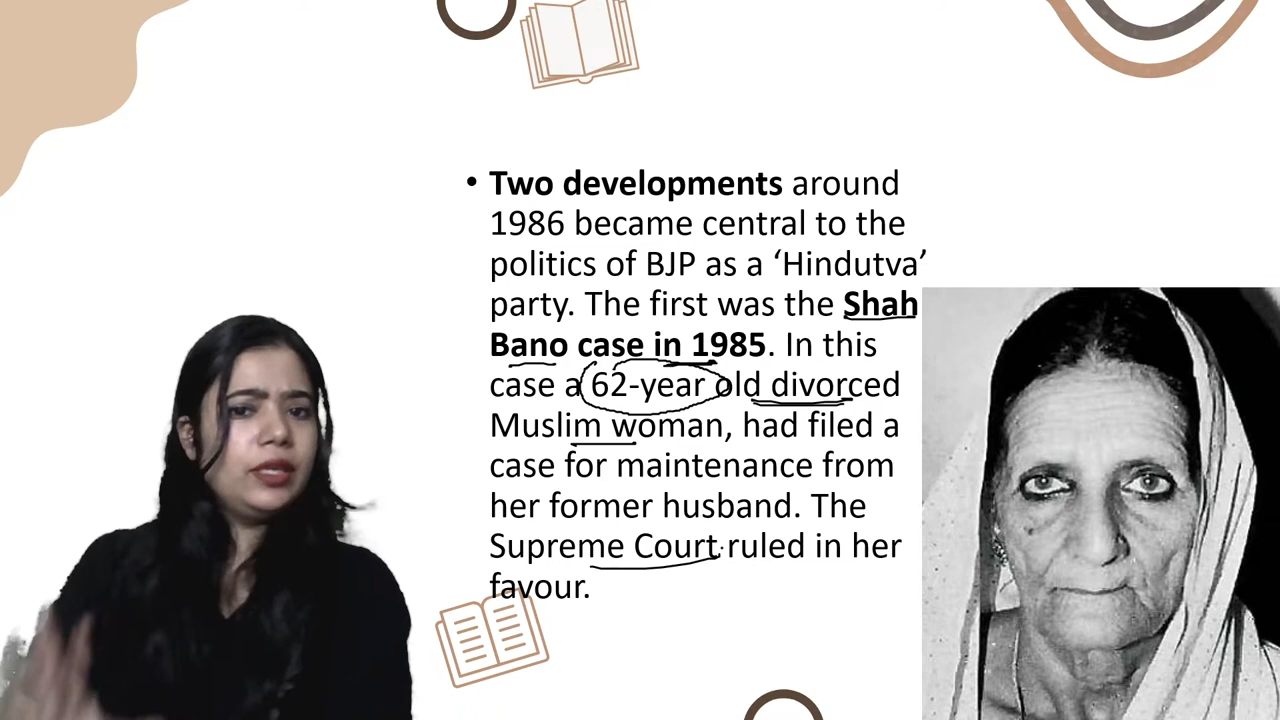 • Two developments around
1986 became central to the
politics of BJP as a ‘Hindutva’
party. The first was the Shah
Bano case in 1985. In this
case a 62-year old divorced
Muslim woman, had filed a
case for maintenance from
her former husband. The
Supreme Court ruled in her
favour.